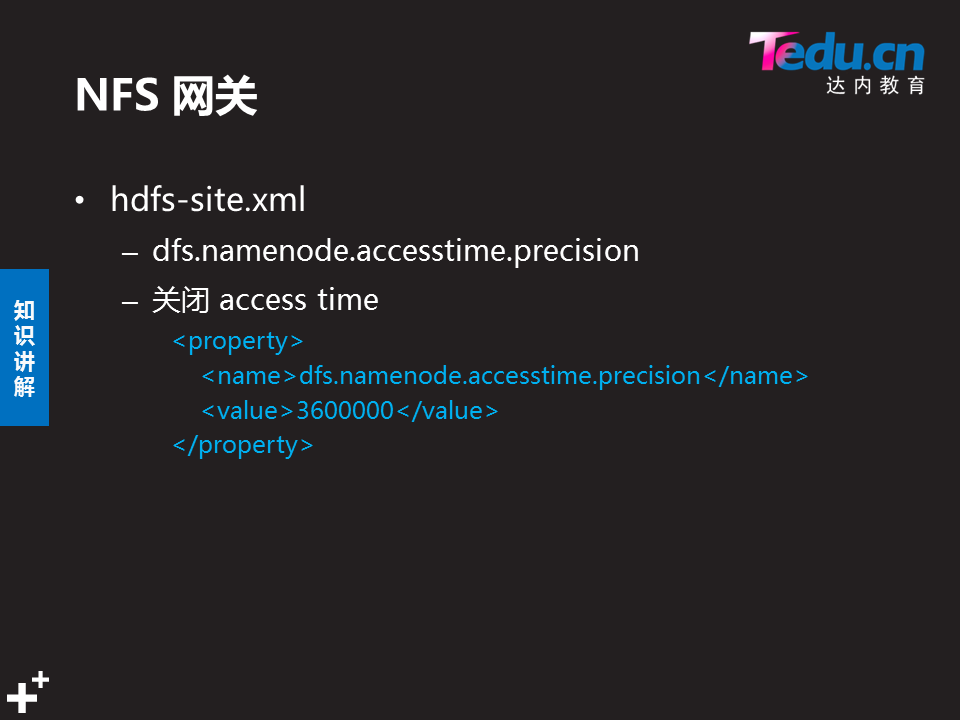 Tedu.cn
达内教育
NFS 网关
• hdfs-site.xml
– dfs.namenode.accesstime.precision
– 关闭 access time
<property>
<name>dfs.namenode.accesstime.precision</name>
<value>3600000</value>
</property>
知识讲解